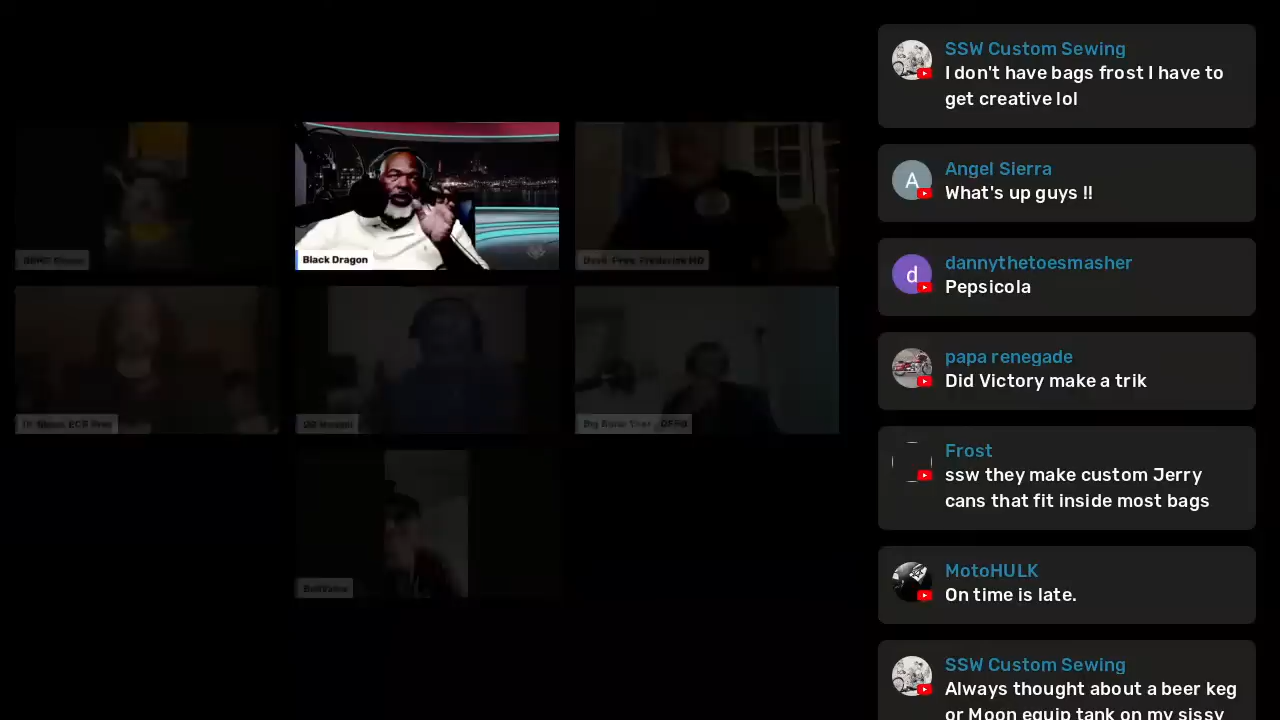 Black Dragon
SSW Custom Sewing
I don't have bags frost I have to
get creative lol
Angel Sierra
What's up guys !!
A
dannythetoesmasher
Pepsicola
d
papa renegade
Did Victory make a trik
Frost
ssw they make custom Jerry
cans that fit inside most bags
MotoHULK
On time is late.
SSW Custom Sewing
Always thought about a beer keg
or Moon equip tank on my sissy